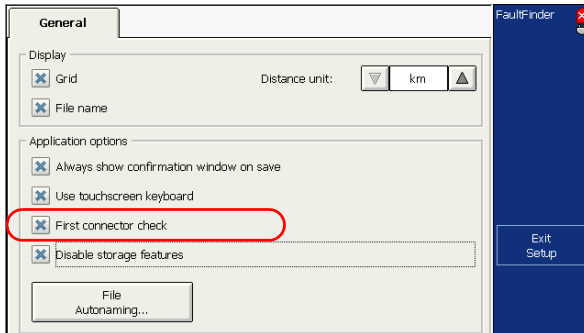 General
FaultFinder
Display
Grid
Distance unit:
km
File name
Application options
Always show confirmation window on save
Use touchscreen keyboard
First connector check
Disable storage features
Exit
Setup
File
Autonaming...